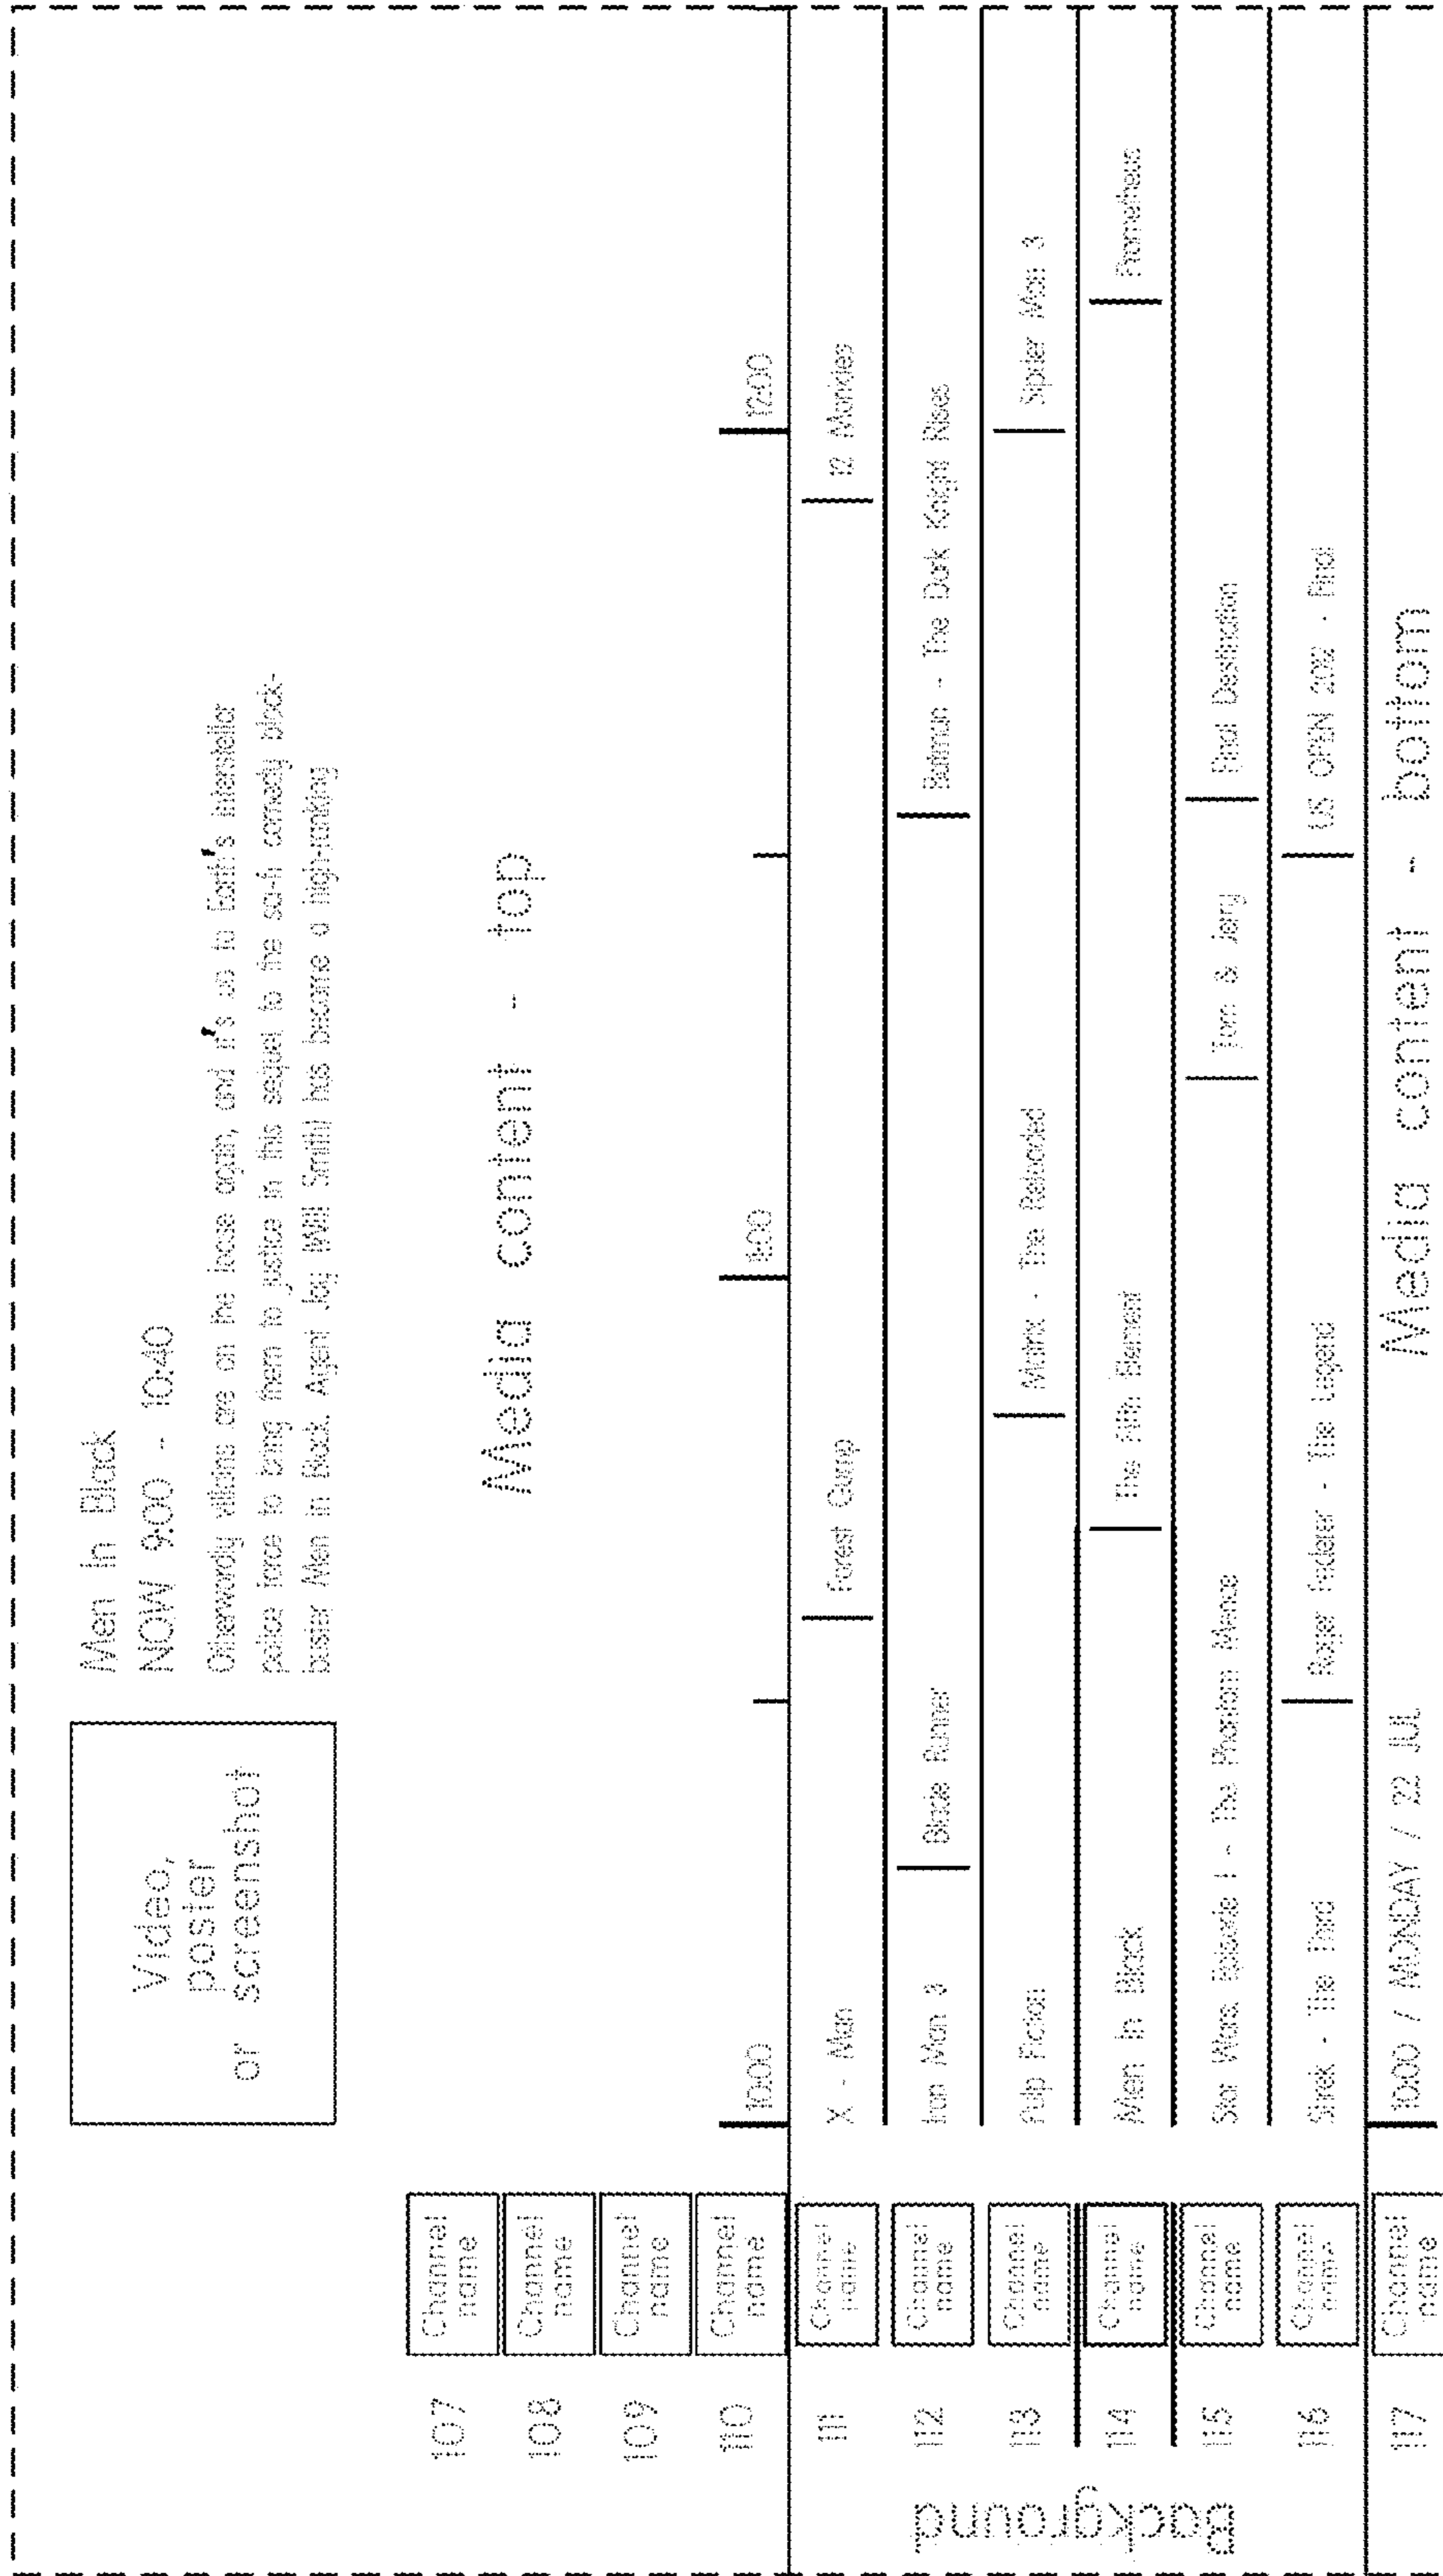 Video,
poster
or screenshot
Men In Black
NOW 9:00 - 10:40
Otherwordly villains are on the loose again, and it's up to Earth's interstellar
police force to bring them to justice in this sequel to the sci-fi comedy block-
buster Men in Black. Agent Jay (Will Smith) has become a high-ranking
Media content - top
107 Channel name
108 Channel name
109 Channel name
110 Channel name
10:00 11:00 12:00
111 Channel name X - Man Forest Gump 12 Monkies
112 Channel name Iron Man 3 Blade Runner Batman - The Dark Knight Rises
113 Channel name Pulp Fiction Matrix - The Reloaded Sipder Man 3
114 Channel name Men In Black The Fifth Element Prometheus
115 Channel name Star Wars Episode I - The Phantom Mence Tom & Jerry Final Destination
116 Channel name Shrek - The Third Roger Federer - The Legend US OPEN 2012 - Final
Background
117 Channel name 10:00 / MONDAY / 22 JUL
Media content - bottom